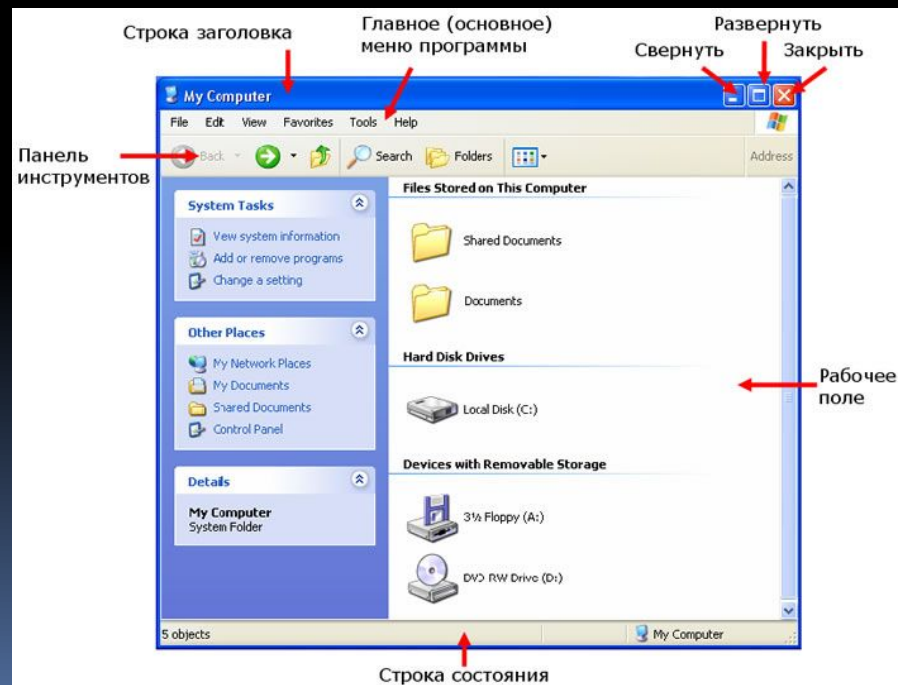 Строка заголовка
Главное (основное)
меню программы
Развернуть
Свернуть
Закрыть
My Computer
File Edit View Favorites Tools Help
Панель
инструментов
Back
Search
Folders
Address
System Tasks
View system information
Add or remove programs
Change a setting
Other Places
My Network Places
My Documents
Shared Documents
Control Panel
Details
My Computer
System Folder
Files Stored on This Computer
Shared Documents
Documents
Hard Disk Drives
Local Disk (C:)
Devices with Removable Storage
3½ Floppy (A:)
DVD-RW Drive (D:)
Рабочее
поле
5 objects
My Computer
Строка состояния